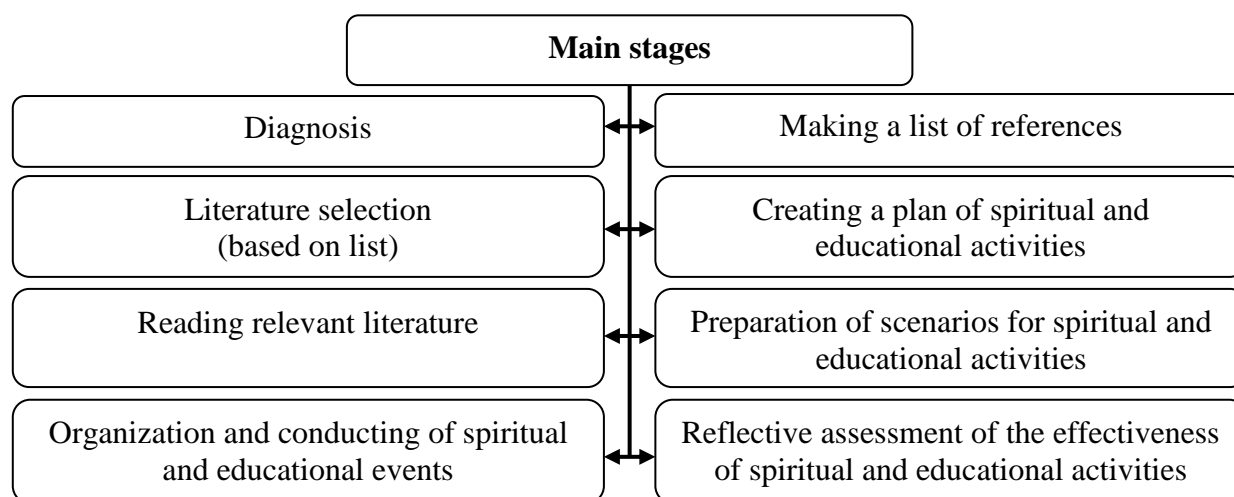 Main stages
Diagnosis
Making a list of references
Literature selection
(based on list)
Creating a plan of spiritual and
educational activities
Reading relevant literature
Preparation of scenarios for spiritual and
educational activities
Organization and conducting of spiritual
and educational events
Reflective assessment of the effectiveness
of spiritual and educational activities